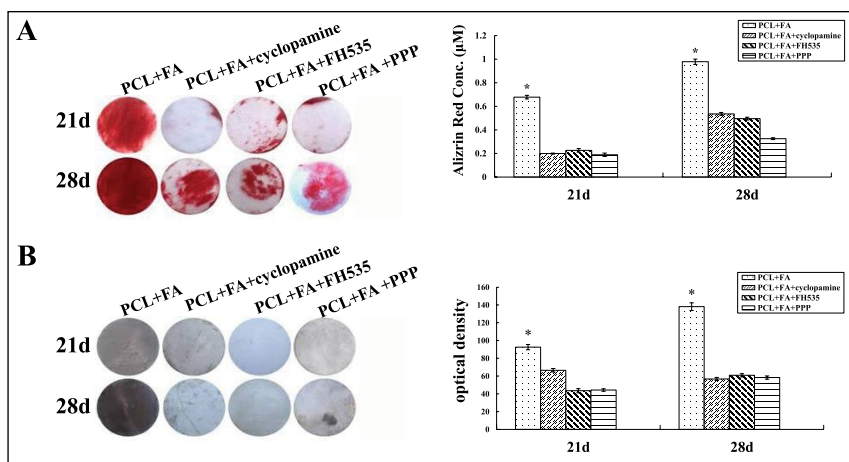 A
PCL+FA
PCL+FA+cyclopamine
PCL+FA+FH535
PCL+FA +PPP
21d
28d
Alizrin Red Conc. (μM)
1.2
1
0.8
0.6
0.4
0.2
0
*
*
21d
28d
PCL+FA
PCL+FA+cyclopamine
PCL+FA+FH535
PCL+FA+PPP
B
PCL+FA
PCL+FA+cyclopamine
PCL+FA+FH535
PCL+FA +PPP
21d
28d
optical density
160
140
120
100
80
60
40
20
0
*
*
21d
28d
PCL+FA
PCL+FA+cyclopamine
PCL+FA+FH535
PCL+FA+PPP